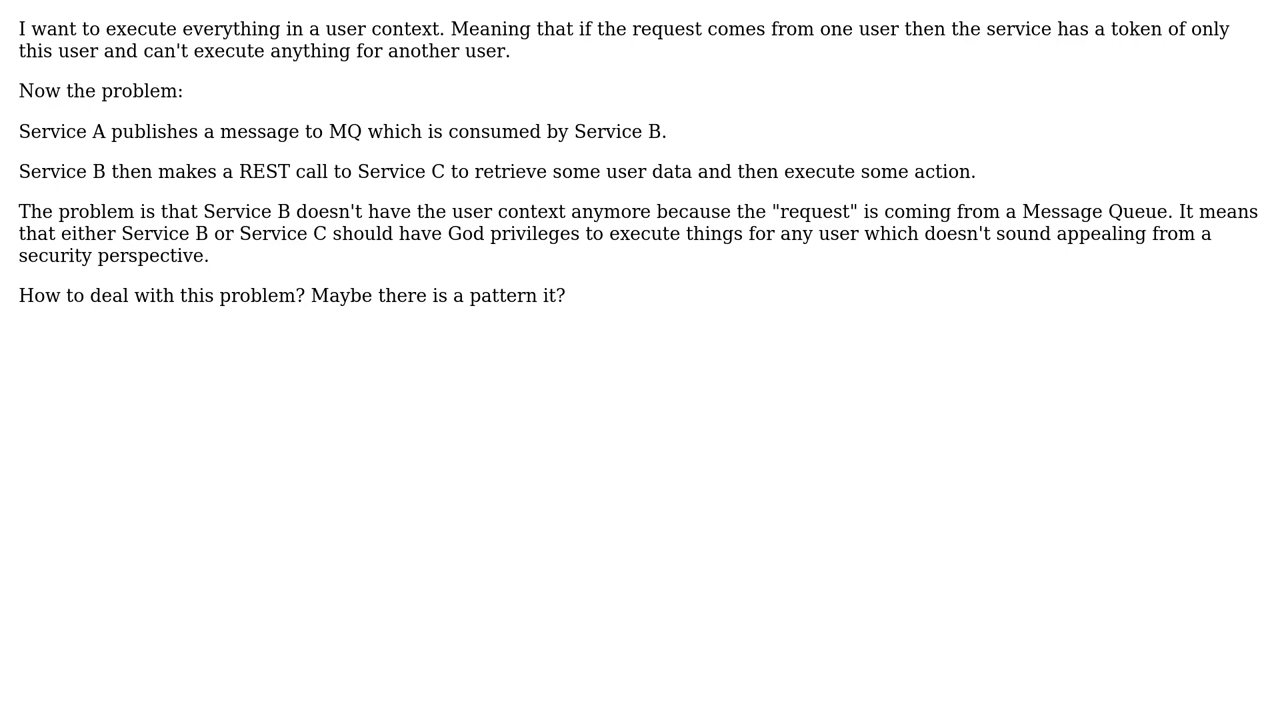 I want to execute everything in a user context. Meaning that if the request comes from one user then the service has a token of only
this user and can't execute anything for another user.
Now the problem:
Service A publishes a message to MQ which is consumed by Service B.
Service B then makes a REST call to Service C to retrieve some user data and then execute some action.
The problem is that Service B doesn't have the user context anymore because the "request" is coming from a Message Queue. It means
that either Service B or Service C should have God privileges to execute things for any user which doesn't sound appealing from a
security perspective.
How to deal with this problem? Maybe there is a pattern it?